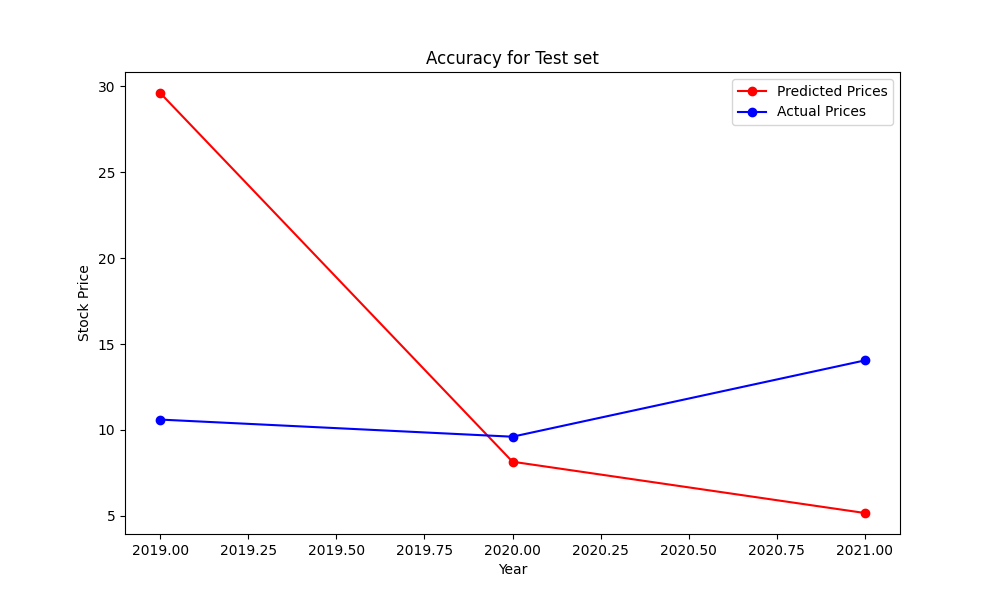 Accuracy for Test set
Predicted Prices
Actual Prices
30
25
20
15
10
5
Stock Price
2019.00 2019.25 2019.50 2019.75 2020.00 2020.25 2020.50 2020.75 2021.00
Year